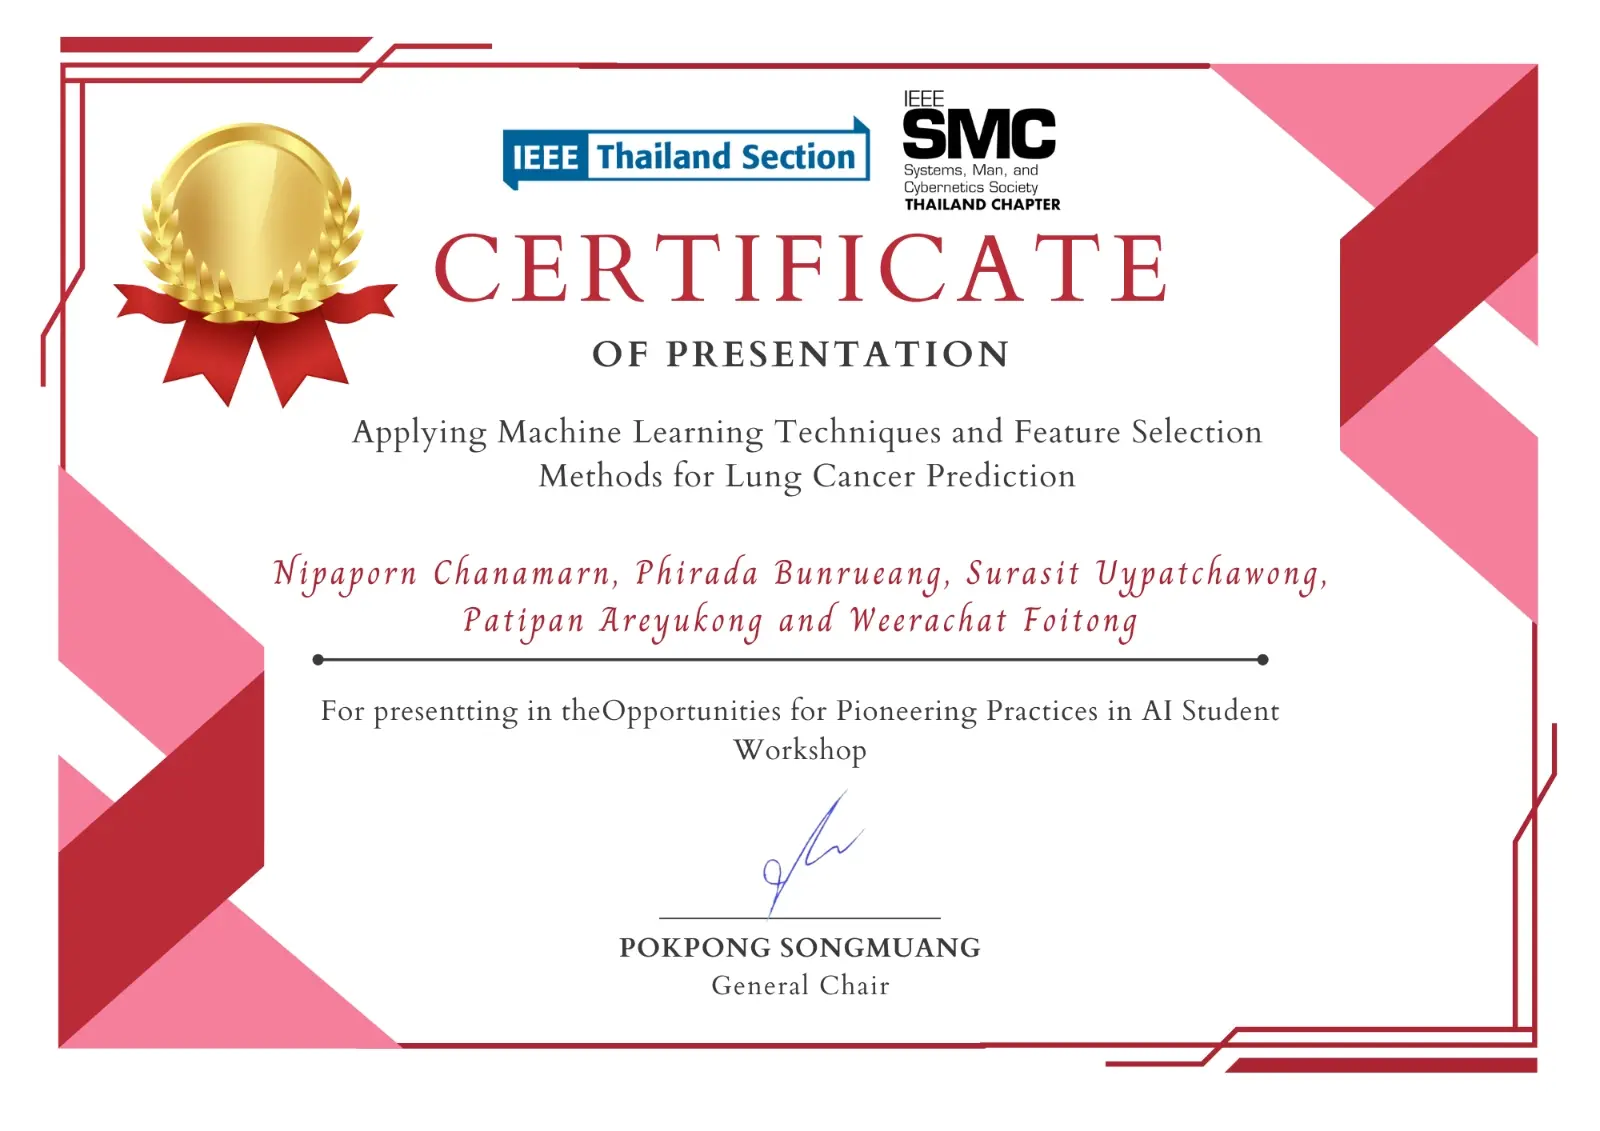 IEEE Thailand Section
IEEE
SMC
Systems, Man, and
Cybernetics Society
THAILAND CHAPTER
CERTIFICATE
OF PRESENTATION
Applying Machine Learning Techniques and Feature Selection
Methods for Lung Cancer Prediction
Nipaporn Chanamarn, Phirada Bunrueang, Surasit Uypatchawong,
Patipan Areyukong and Weerachat Foitong
For presentting in theOpportunities for Pioneering Practices in AI Student
Workshop
POKPONG SONGMUANG
General Chair